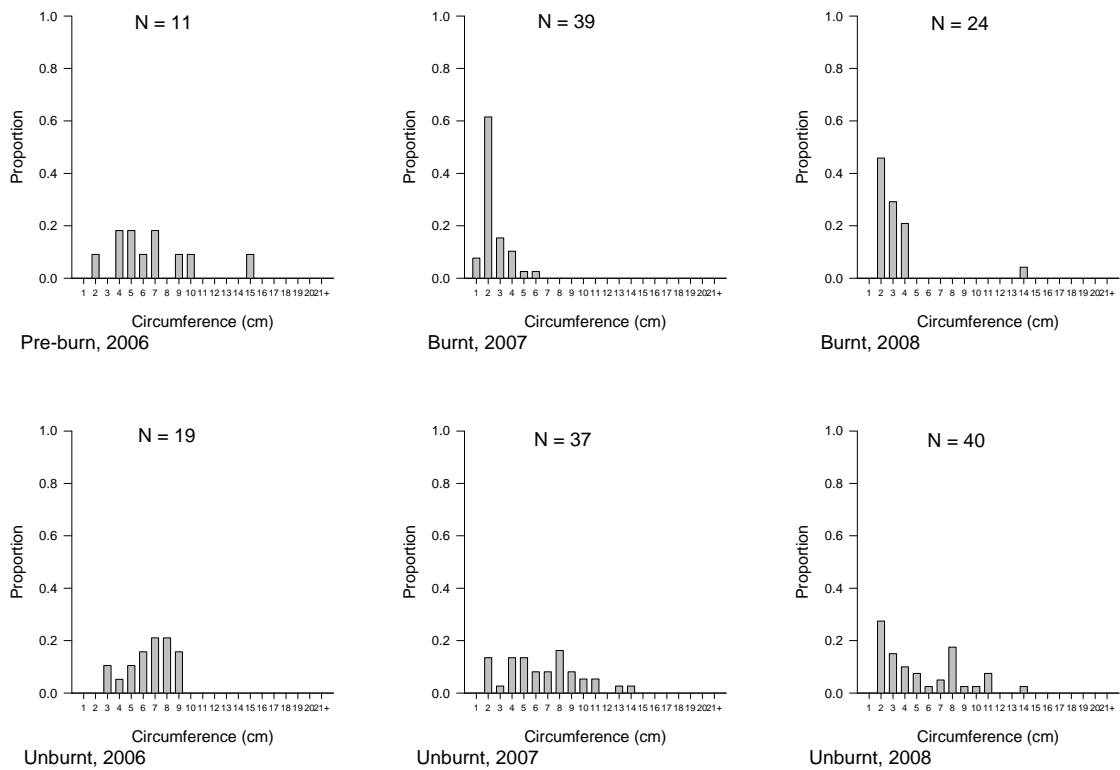 N = 11
1.0
0.8
0.6
0.4
0.2
0.0
Proportion
1 2 3 4 5 6 7 8 9 10 11 12 13 14 15 16 17 18 19 20 21+
Circumference (cm)
Pre-burn, 2006
N = 39
1.0
0.8
0.6
0.4
0.2
0.0
Proportion
1 2 3 4 5 6 7 8 9 10 11 12 13 14 15 16 17 18 19 20 21+
Circumference (cm)
Burnt, 2007
N = 24
1.0
0.8
0.6
0.4
0.2
0.0
Proportion
1 2 3 4 5 6 7 8 9 10 11 12 13 14 15 16 17 18 19 20 21+
Circumference (cm)
Burnt, 2008
N = 19
1.0
0.8
0.6
0.4
0.2
0.0
Proportion
1 2 3 4 5 6 7 8 9 10 11 12 13 14 15 16 17 18 19 20 21+
Circumference (cm)
Unburnt, 2006
N = 37
1.0
0.8
0.6
0.4
0.2
0.0
Proportion
1 2 3 4 5 6 7 8 9 10 11 12 13 14 15 16 17 18 19 20 21+
Circumference (cm)
Unburnt, 2007
N = 40
1.0
0.8
0.6
0.4
0.2
0.0
Proportion
1 2 3 4 5 6 7 8 9 10 11 12 13 14 15 16 17 18 19 20 21+
Circumference (cm)
Unburnt, 2008